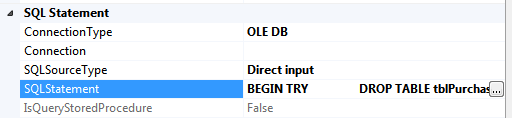 SQL Statement
ConnectionType OLE DB
Connection
SQLSourceType Direct input
SQLStatement BEGIN TRY DROP TABLE tblPurchas ...
IsQueryStoredProcedure False